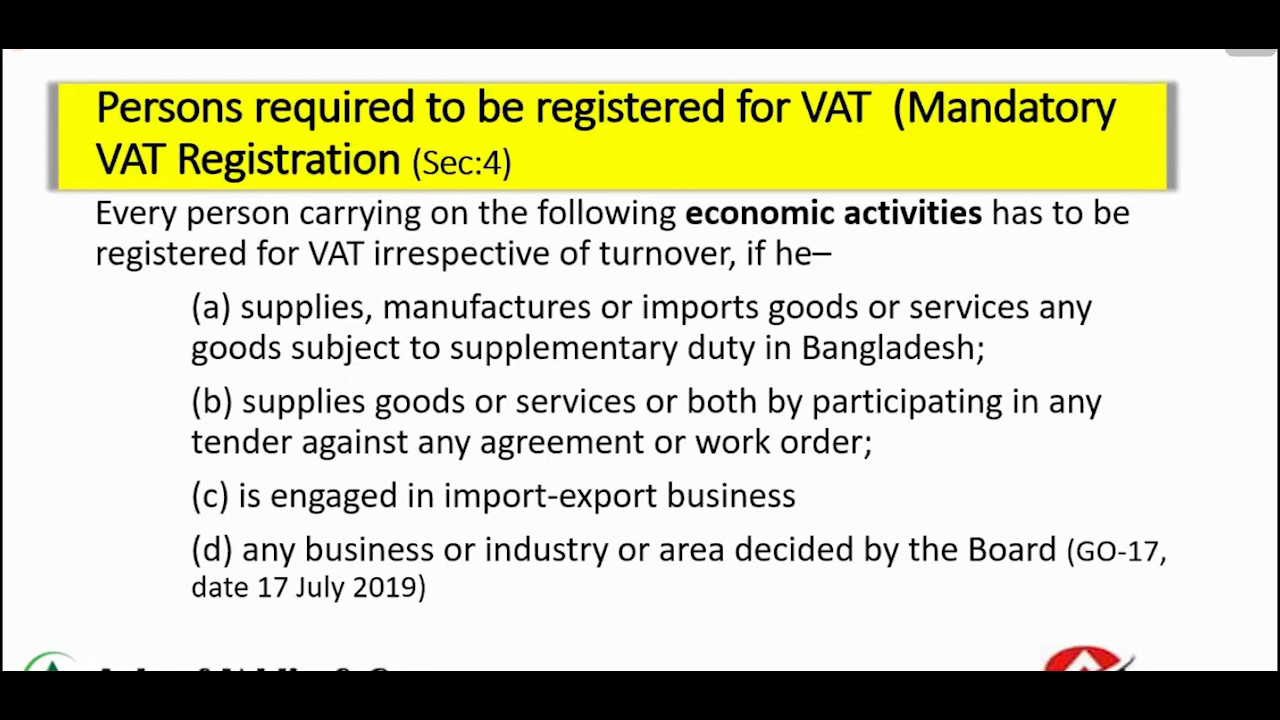 Persons required to be registered for VAT (Mandatory
VAT Registration (Sec:4)
Every person carrying on the following economic activities has to be
registered for VAT irrespective of turnover, if he–
(a) supplies, manufactures or imports goods or services any
goods subject to supplementary duty in Bangladesh;
(b) supplies goods or services or both by participating in any
tender against any agreement or work order;
(c) is engaged in import-export business
(d) any business or industry or area decided by the Board (GO-17,
date 17 July 2019)